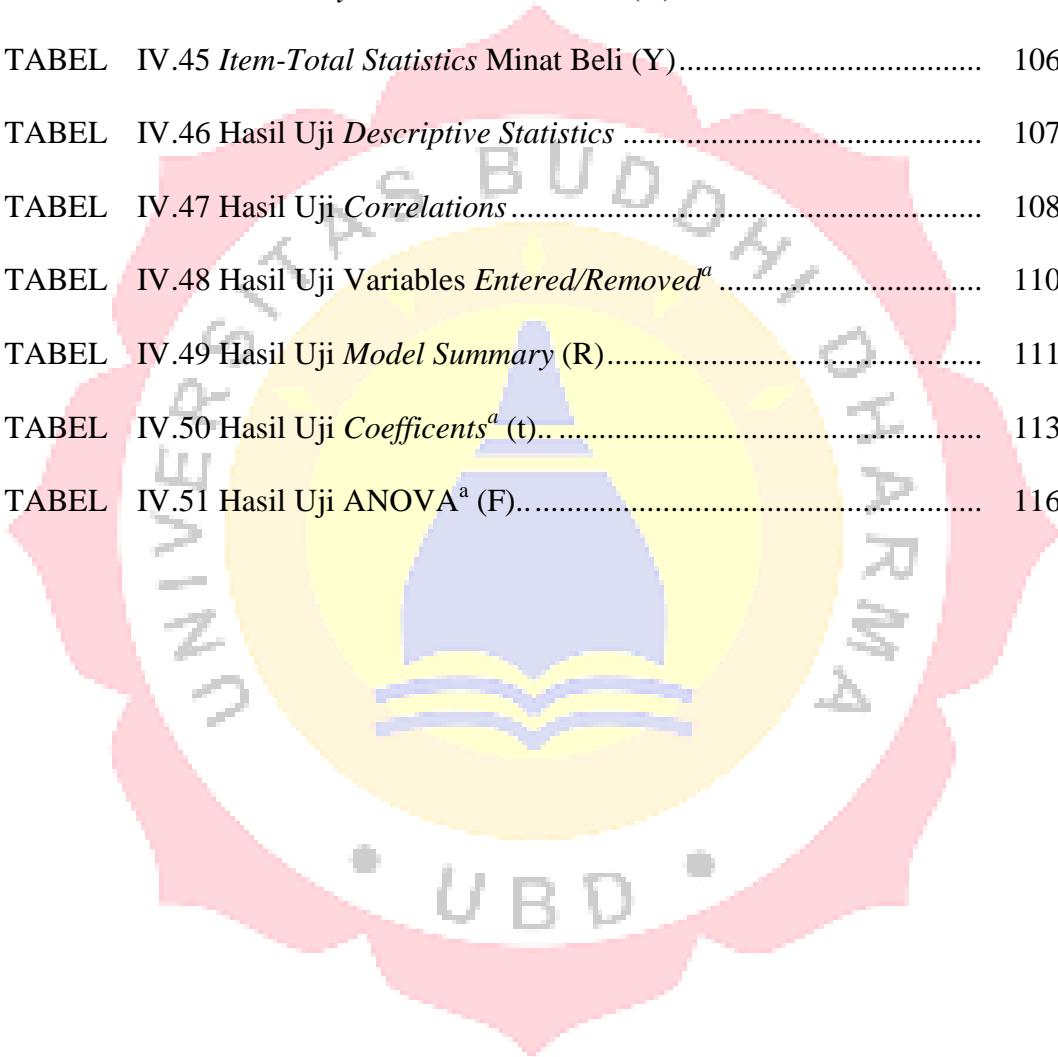 TABEL IV.45 Item-Total Statistics Minat Beli (Y)................................... 106
TABEL IV.46 Hasil Uji Descriptive Statistics ......................................... 107
TABEL IV.47 Hasil Uji Correlations ..................................................... 108
TABEL IV.48 Hasil Uji Variables Entered/Removedᵃ .............................. 110
TABEL IV.49 Hasil Uji Model Summary (R)........................................... 111
TABEL IV.50 Hasil Uji Coefficentsᵃ (t).. ................................................ 113
TABEL IV.51 Hasil Uji ANOVAᵃ (F).. ................................................... 116
UNIVERSITAS BUDDHI DHARMA
• UBD •